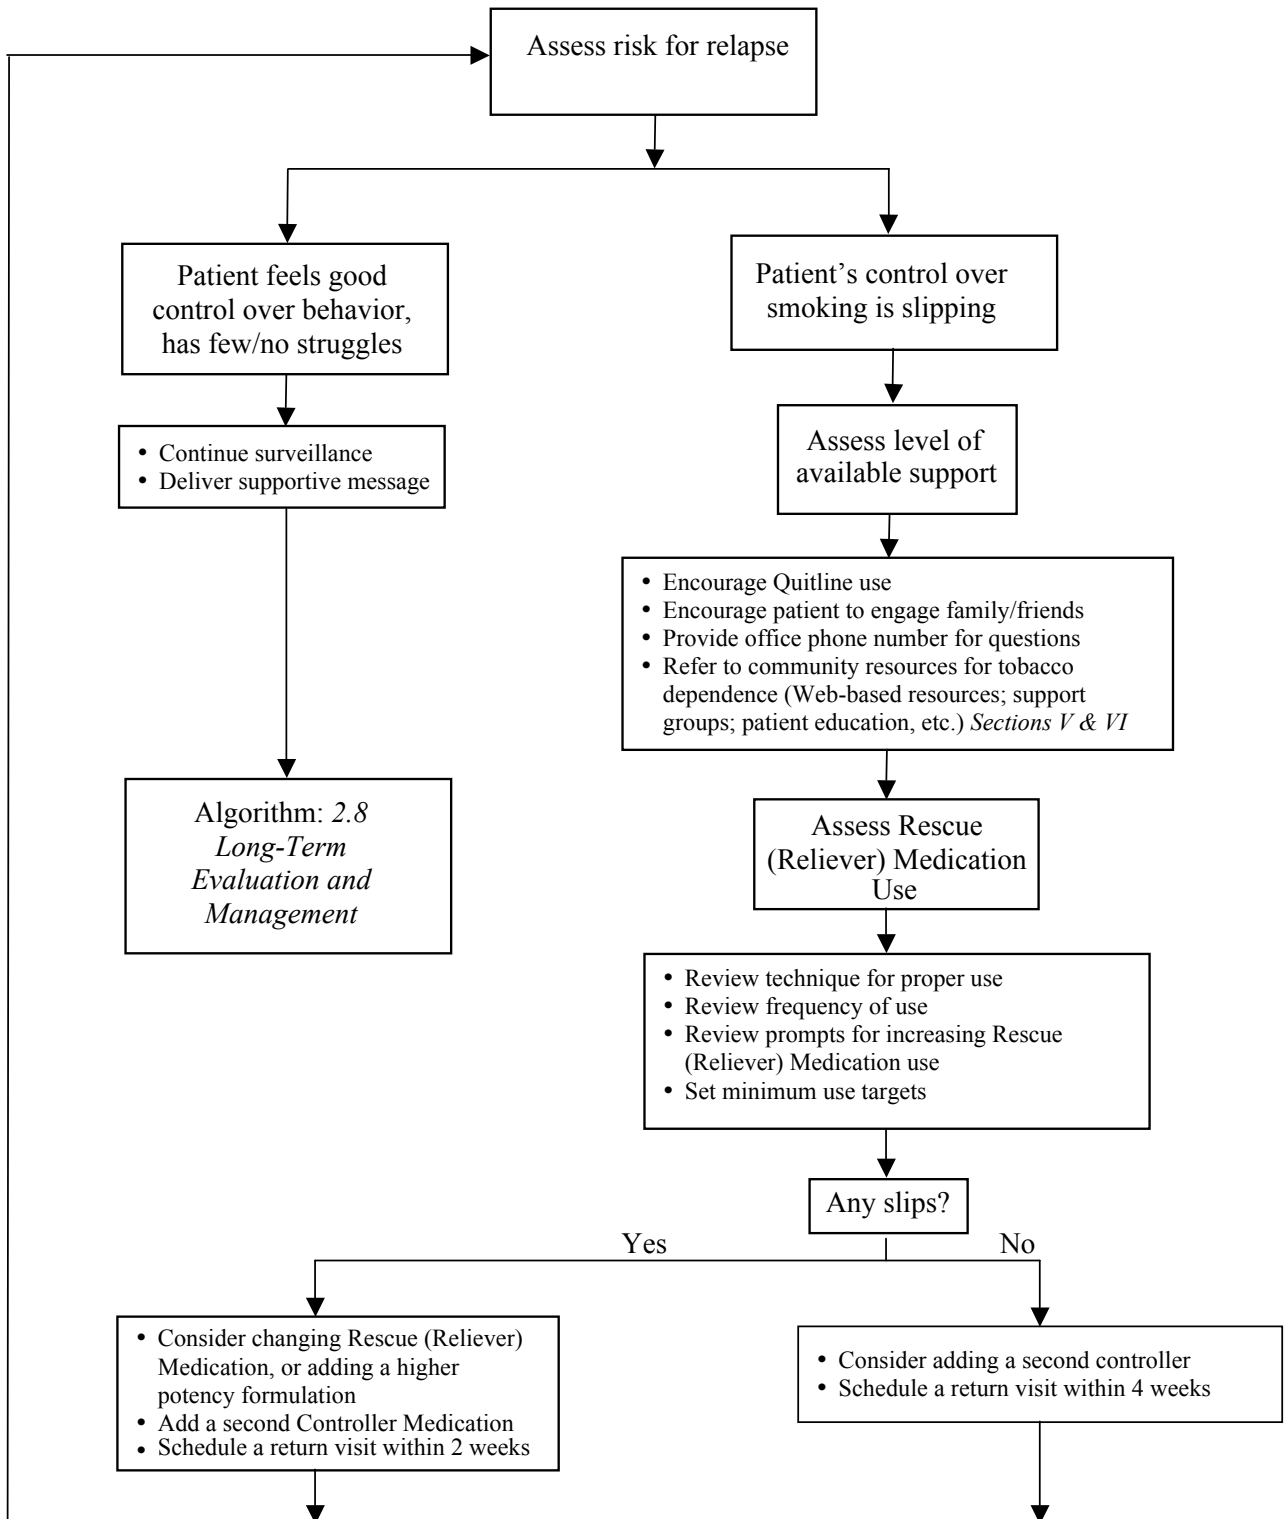 Assess risk for relapse
Patient feels good
control over behavior,
has few/no struggles
Patient’s control over
smoking is slipping
• Continue surveillance
• Deliver supportive message
Assess level of
available support
• Encourage Quitline use
• Encourage patient to engage family/friends
• Provide office phone number for questions
• Refer to community resources for tobacco
dependence (Web-based resources; support
groups; patient education, etc.) Sections V & VI
Algorithm: 2.8
Long-Term
Evaluation and
Management
Assess Rescue
(Reliever) Medication
Use
• Review technique for proper use
• Review frequency of use
• Review prompts for increasing Rescue
(Reliever) Medication use
• Set minimum use targets
Any slips?
Yes
No
• Consider changing Rescue (Reliever)
Medication, or adding a higher
potency formulation
• Add a second Controller Medication
• Schedule a return visit within 2 weeks
• Consider adding a second controller
• Schedule a return visit within 4 weeks